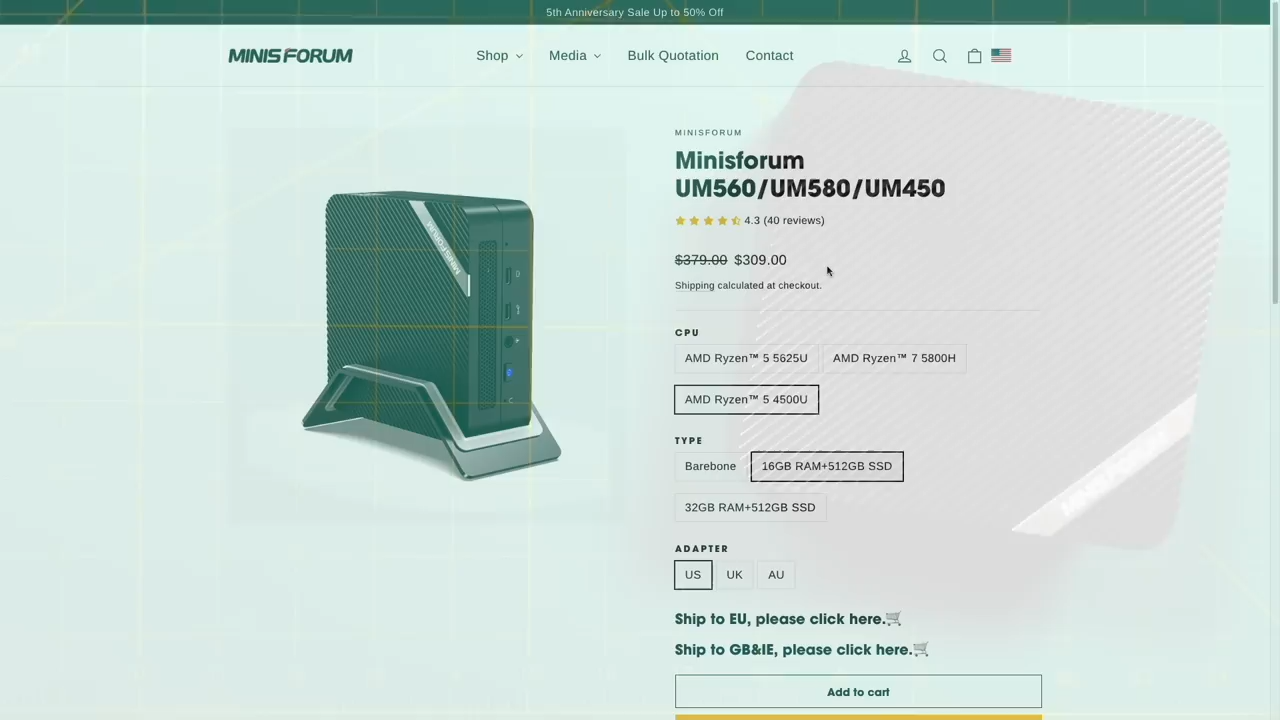 5th Anniversary Sale Up to 50% Off
MINISFORUM
Shop
Media
Bulk Quotation
Contact
MINISFORUM
Minisforum
UM560/UM580/UM450
4.3 (40 reviews)
$379.00 $309.00
Shipping calculated at checkout.
CPU
AMD Ryzen™ 5 5625U
AMD Ryzen™ 7 5800H
AMD Ryzen™ 5 4500U
TYPE
Barebone
16GB RAM+512GB SSD
32GB RAM+512GB SSD
ADAPTER
US
UK
AU
Ship to EU, please click here.🛒
Ship to GB&IE, please click here.🛒
Add to cart
MINISFORUM
MINISFORUM